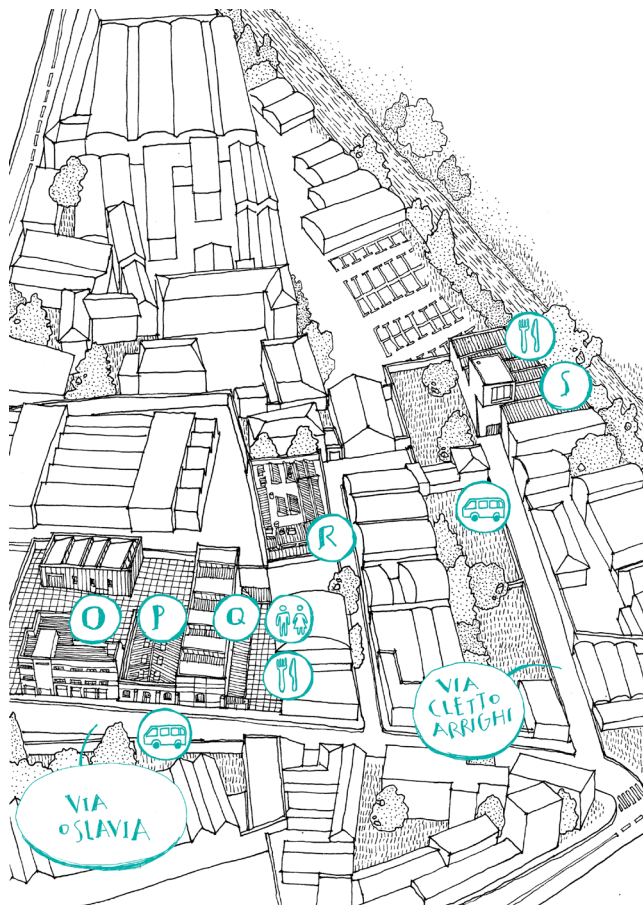 S
R
O P Q
VIA
CLETTO
ARRIGHI
VIA
OSLAVIA